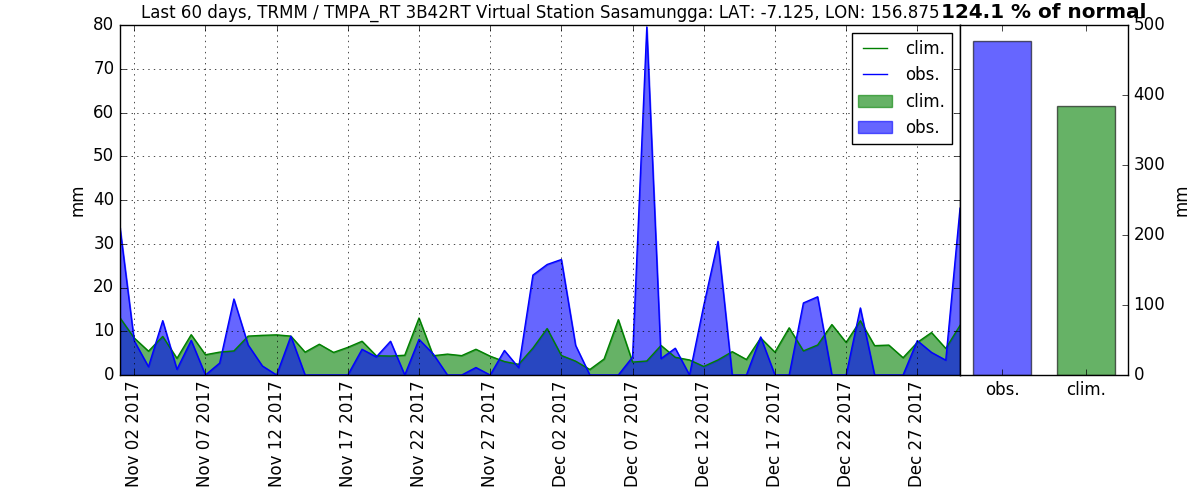 Last 60 days, TRMM / TMPA_RT 3B42RT Virtual Station Sasamungga: LAT: -7.125, LON: 156.875
124.1 % of normal
80
70
60
50
40
30
20
10
0
mm
clim.
obs.
clim.
obs.
500
400
300
200
100
0
mm
Nov 02 2017
Nov 07 2017
Nov 12 2017
Nov 17 2017
Nov 22 2017
Nov 27 2017
Dec 02 2017
Dec 07 2017
Dec 12 2017
Dec 17 2017
Dec 22 2017
Dec 27 2017
obs.
clim.